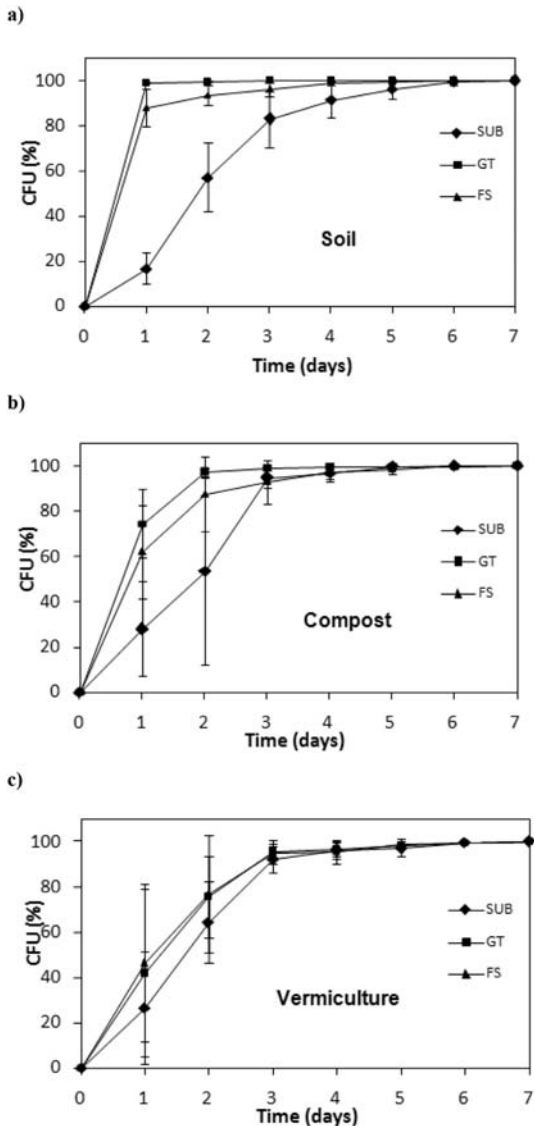 a)
100
80
60
40
20
0
CFU (%)
SUB
GT
FS
Soil
0 1 2 3 4 5 6 7
Time (days)
b)
100
80
60
40
20
0
CFU (%)
SUB
GT
FS
Compost
0 1 2 3 4 5 6 7
Time (days)
c)
100
80
60
40
20
0
CFU (%)
SUB
GT
FS
Vermiculture
0 1 2 3 4 5 6 7
Time (days)